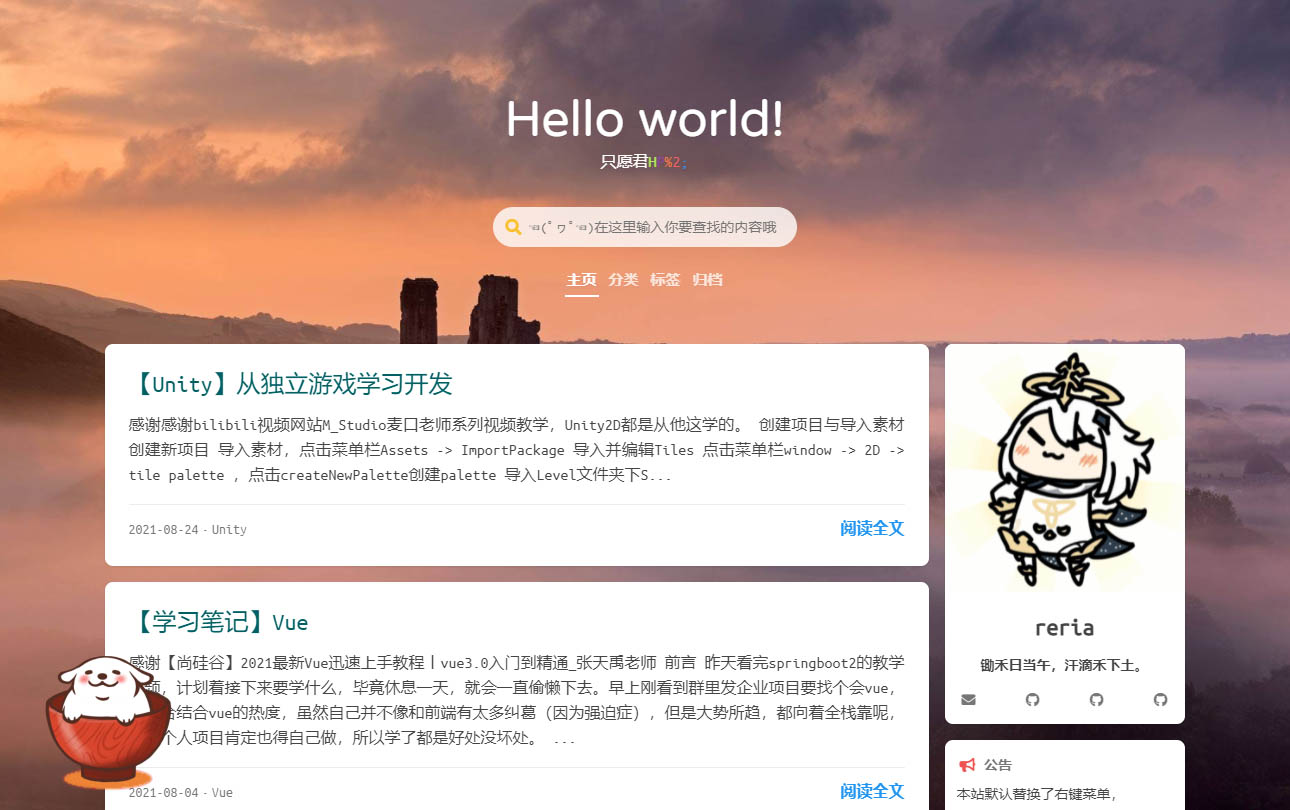 Hello world!
只愿君H %2;
☜(ﾟヮﾟ☜)在这里输入你要查找的内容哦
主页 分类 标签 归档
【Unity】从独立游戏学习开发
感谢感谢bilibili视频网站M_Studio麦口老师系列视频教学，Unity2D都是从他这学的。 创建项目与导入素材
创建新项目 导入素材，点击菜单栏Assets -> ImportPackage 导入并编辑Tiles 点击菜单栏window -> 2D ->
tile palette ，点击createNewPalette创建palette 导入Level文件夹下S...
2021-08-24 - Unity
阅读全文
【学习笔记】Vue
感谢【尚硅谷】2021最新Vue迅速上手教程丨vue3.0入门到精通_张天禹老师 前言 昨天看完springboot2的教学
，计划着接下来要学什么，毕竟休息一天，就会一直偷懒下去。早上刚看到群里发企业项目要找个会vue，
结合vue的热度，虽然自己并不像和前端有太多纠葛（因为强迫症），但是大势所趋，都向着全栈靠呢，
个人项目肯定也得自己做，所以学了都是好处没坏处。 ...
2021-08-04 - Vue
阅读全文
reria
锄禾日当午，汗滴禾下土。
公告
本站默认替换了右键菜单，